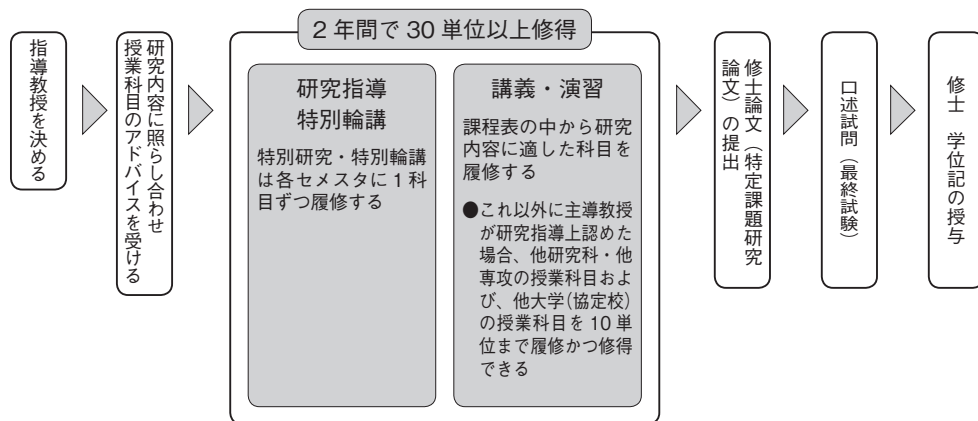 指導教授を決める
研究内容に照らし合わせ
授業科目のアドバイスを受ける
2年間で30単位以上修得
研究指導
特別輪講
特別研究・特別輪講
は各セメスタに1科
目ずつ履修する
講義・演習
課程表の中から研究
内容に適した科目を
履修する
●これ以外に主導教授
が研究指導上認めた
場合、他研究科・他
専攻の授業科目およ
び、他大学(協定校)
の授業科目を10単
位まで履修かつ修得
できる
修士論文(特定課題研究
論文)の提出
口述試問(最終試験)
修士 学位記の授与